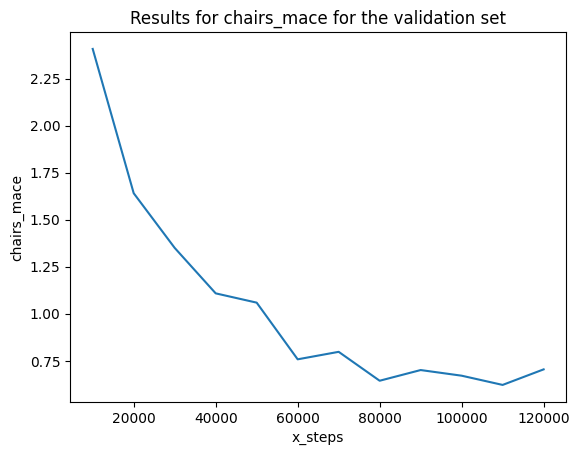 Results for chairs_mace for the validation set
chairs_mace
2.25
2.00
1.75
1.50
1.25
1.00
0.75
20000 40000 60000 80000 100000 120000
x_steps